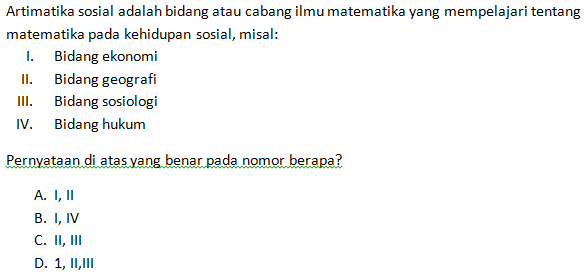 Artimatika sosial adalah bidang atau cabang ilmu matematika yang mempelajari tentang
matematika pada kehidupan sosial, misal:
I. Bidang ekonomi
II. Bidang geografi
III. Bidang sosiologi
IV. Bidang hukum
Pernyataan di atas yang benar pada nomor berapa?
A. I, II
B. I, IV
C. II, III
D. 1, II,III